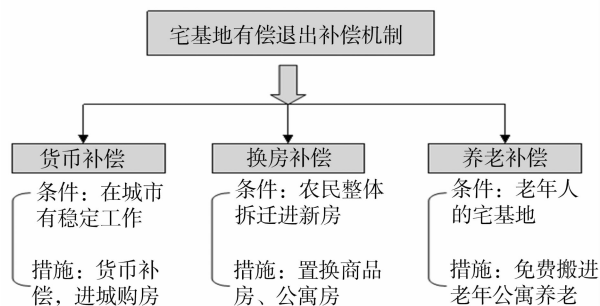 宅基地有偿退出补偿机制
货币补偿
条件：在城市
有稳定工作
措施：货币补
偿，进城购房
换房补偿
条件：农民整体
拆迁进新房
措施：置换商品
房、公寓房
养老补偿
条件：老年人
的宅基地
措施：免费搬进
老年公寓养老